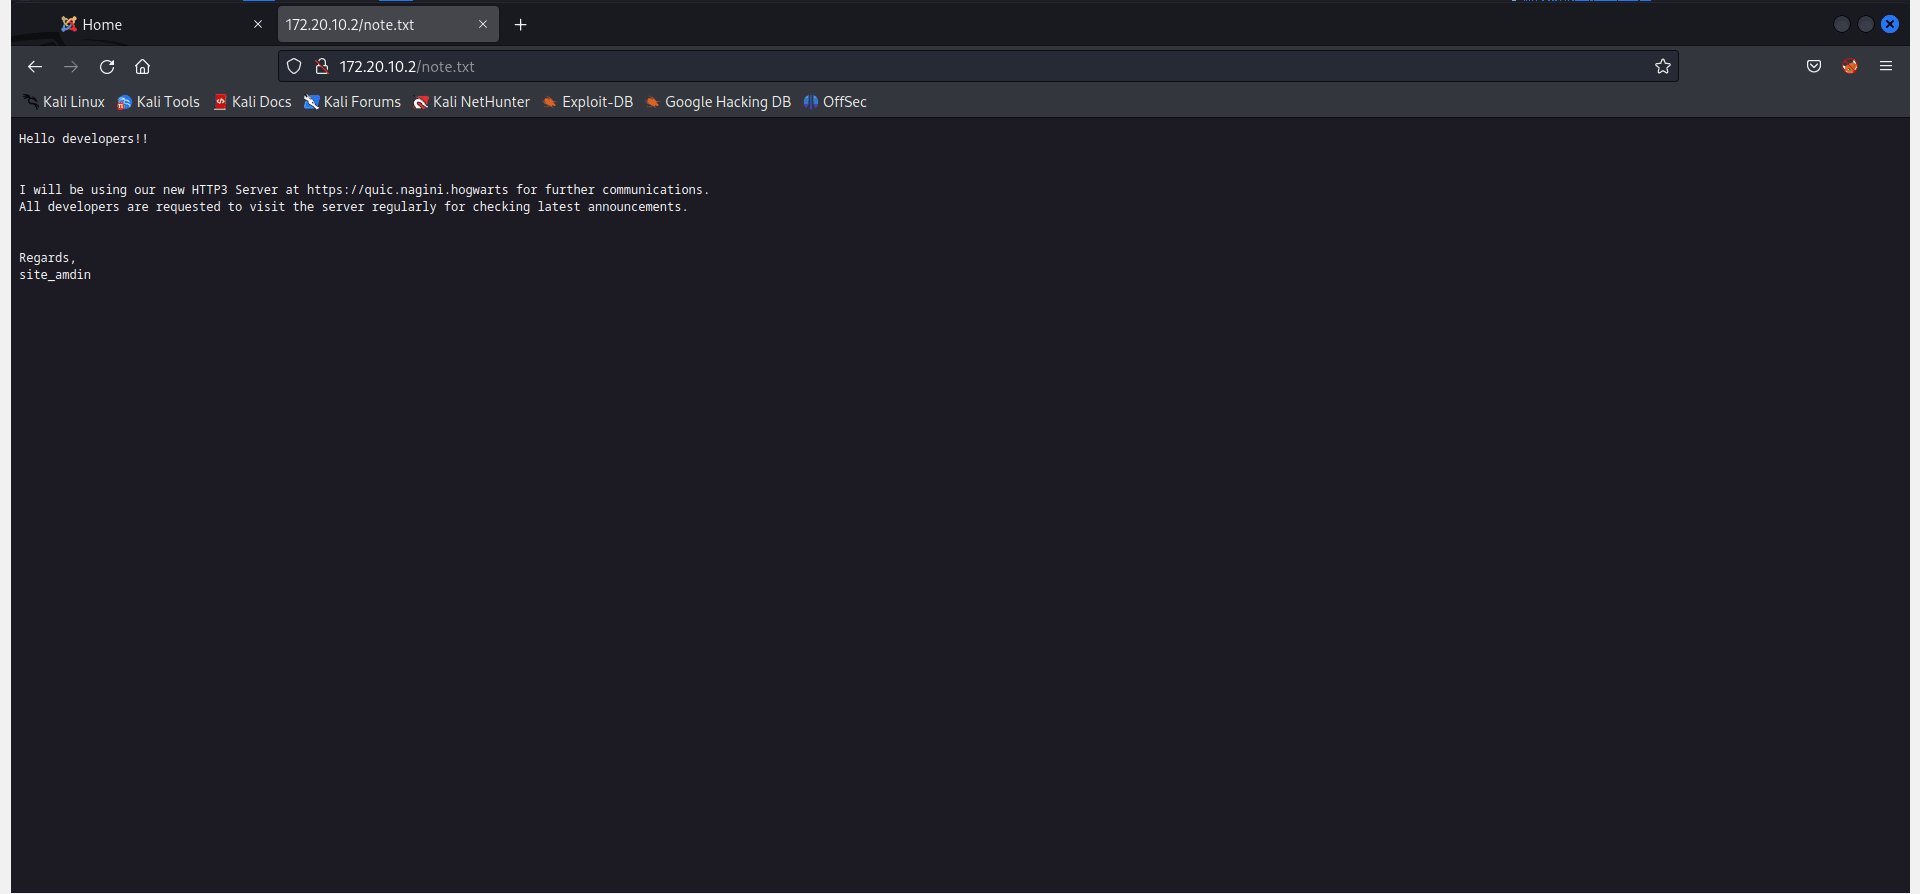 Home
172.20.10.2/note.txt
172.20.10.2/note.txt
Kali Linux Kali Tools Kali Docs Kali Forums Kali NetHunter Exploit-DB Google Hacking DB OffSec
Hello developers!!
I will be using our new HTTP3 Server at https://quic.nagini.hogwarts for further communications.
All developers are requested to visit the server regularly for checking latest announcements.
Regards,
site_amdin